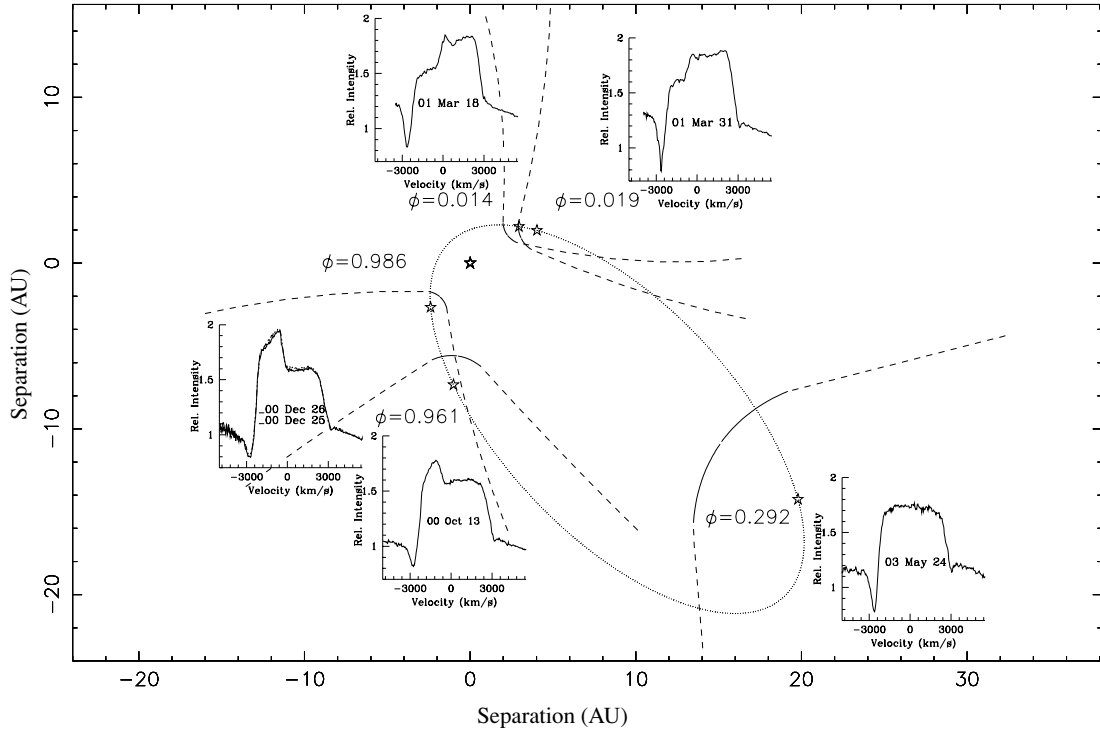 2
1.5
1
Rel. Intensity
01 Mar 18
−3000 0 3000
Velocity (km/s)
2
1.5
1
Rel. Intensity
01 Mar 31
−3000 0 3000
Velocity (km/s)
ϕ=0.014
ϕ=0.019
ϕ=0.986
2
1.5
1
Rel. Intensity
_00 Dec 26
_00 Dec 25
−3000 0 3000
Velocity (km/s)
ϕ=0.961
2
1.5
1
Rel. Intensity
00 Oct 13
−3000 0 3000
Velocity (km/s)
ϕ=0.292
2
1.5
1
Rel. Intensity
03 May 24
−3000 0 3000
Velocity (km/s)
10
0
−10
−20
Separation (AU)
−20 −10 0 10 20 30
Separation (AU)